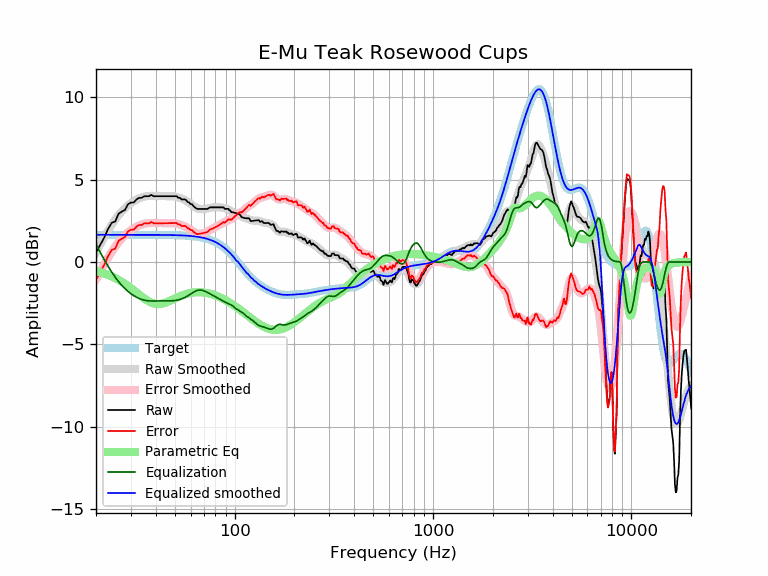 E-Mu Teak Rosewood Cups
10
5
0
−5
−10
−15
Amplitude (dBr)
Target
Raw Smoothed
Error Smoothed
Raw
Error
Parametric Eq
Equalization
Equalized smoothed
100
1000
10000
Frequency (Hz)